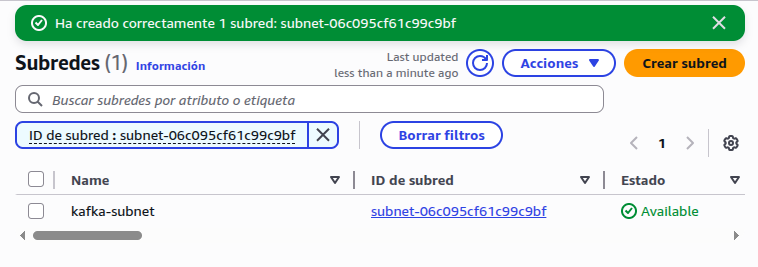 Ha creado correctamente 1 subred: subnet-06c095cf61c99c9bf
Subredes (1) Información
Last updated
less than a minute ago
Acciones
Crear subred
Buscar subredes por atributo o etiqueta
ID de subred : subnet-06c095cf61c99c9bf
Borrar filtros
1
Name ID de subred Estado
kafka-subnet subnet-06c095cf61c99c9bf Available